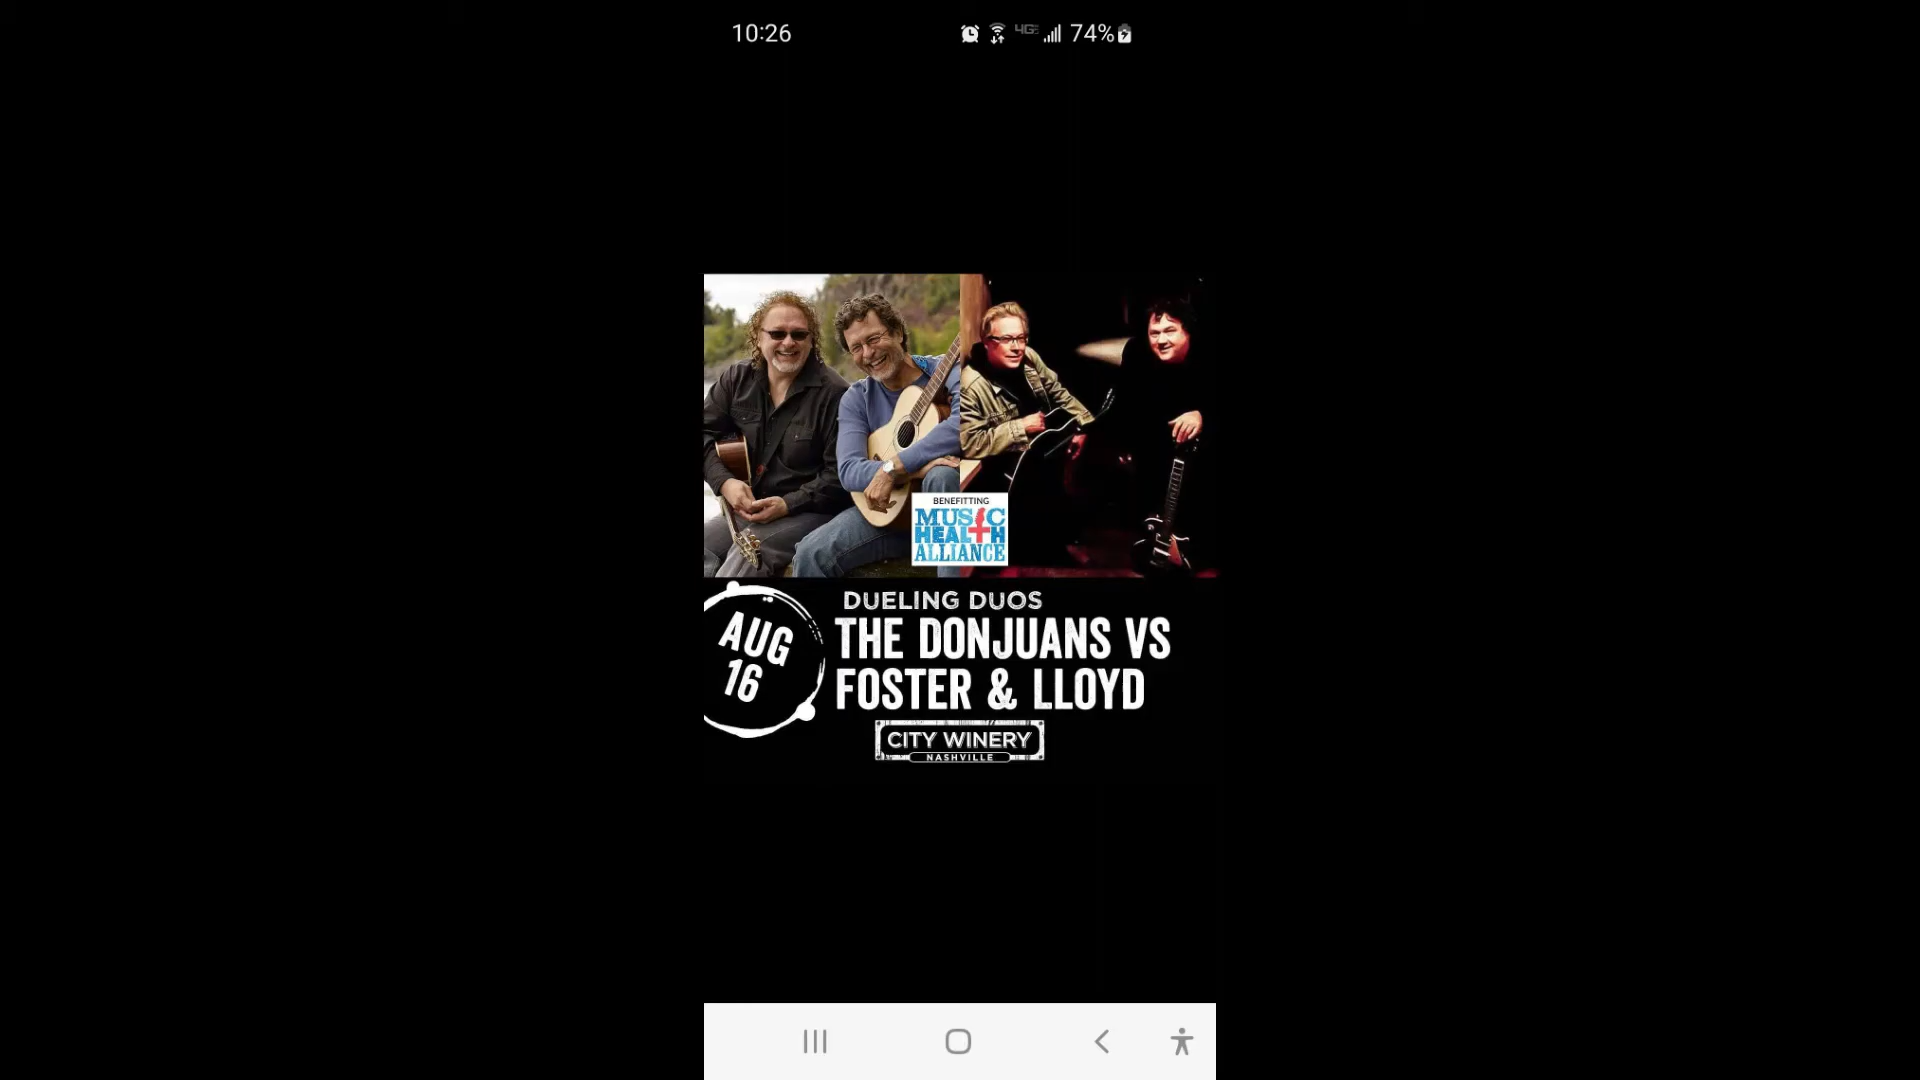 10:26
4GE 74%
BENEFITTING
MUSIC
HEALTH
ALLIANCE
AUG
16
DUELING DUOS
THE DONJUANS VS
FOSTER & LLOYD
CITY WINERY
NASHVILLE